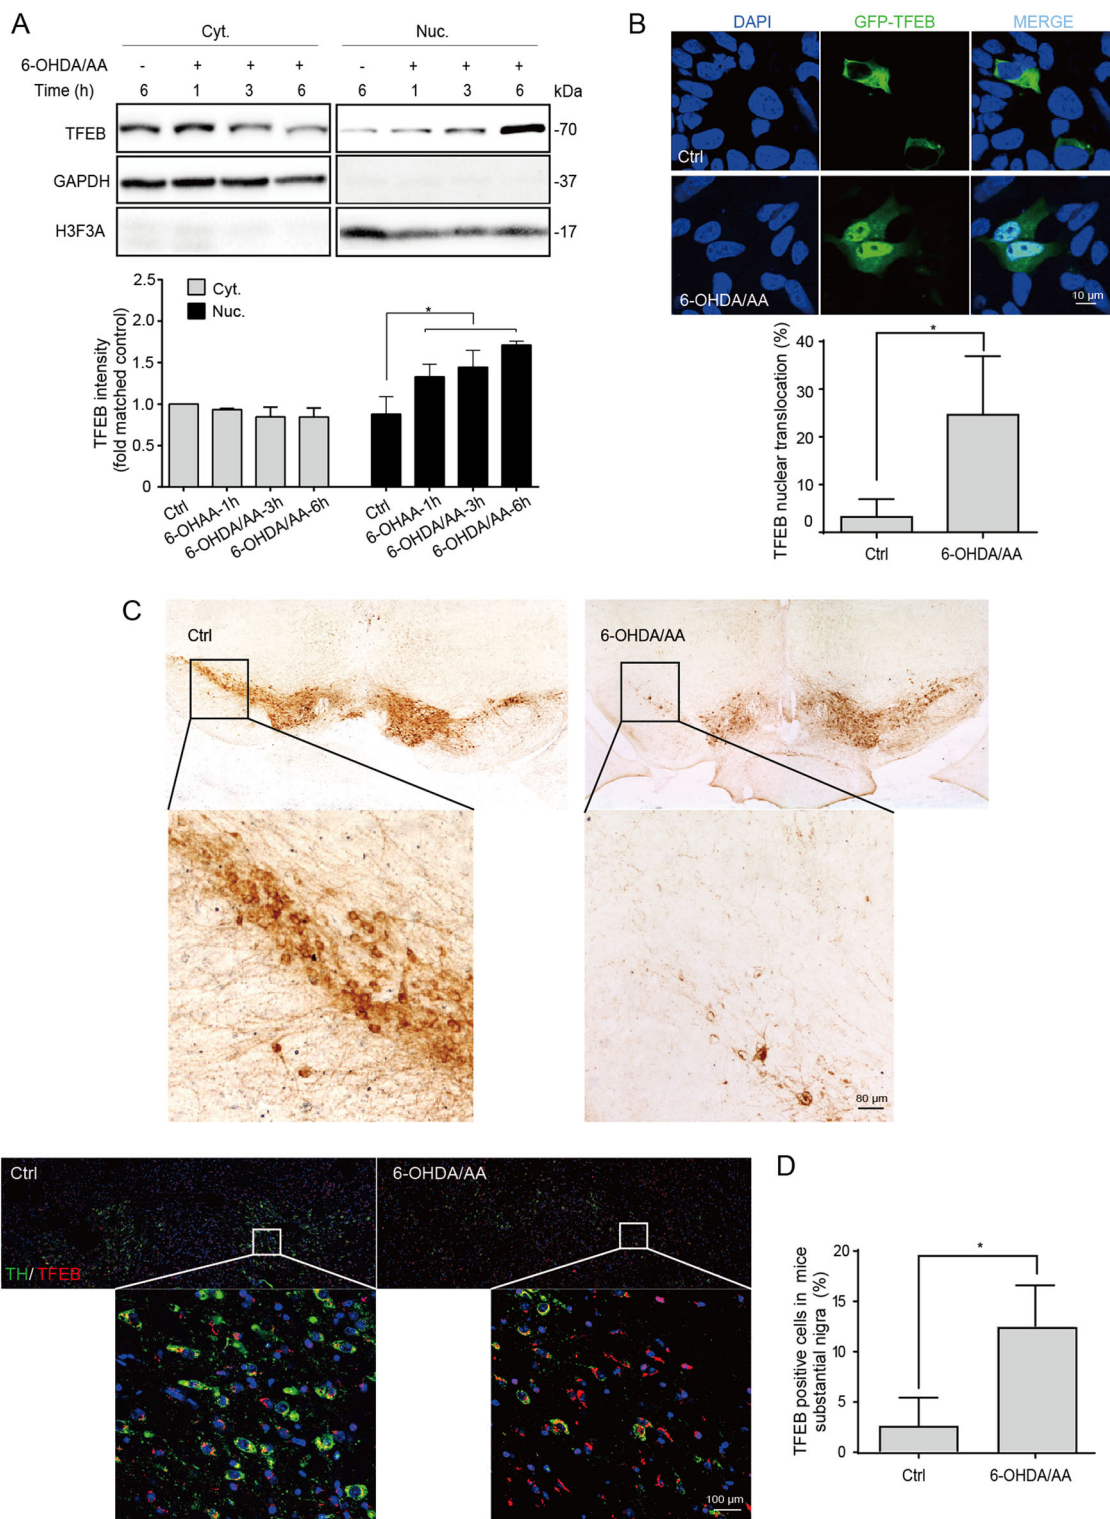 A
Cyt. Nuc.
6-OHDA/AA - + + + - + + +
Time (h) 6 1 3 6 6 1 3 6 kDa
TFEB -70
GAPDH -37
H3F3A -17
Cyt.
Nuc.
*
TFEB intensity
(fold matched control)
2.5
2.0
1.5
1.0
0.5
0
Ctrl 6-OHAA-1h 6-OHDA/AA-3h 6-OHDA/AA-6h Ctrl 6-OHAA-1h 6-OHDA/AA-3h 6-OHDA/AA-6h
B
DAPI GFP-TFEB MERGE
Ctrl
6-OHDA/AA
10 µm
*
TFEB nuclear translocation (%)
40
30
20
10
0
Ctrl 6-OHDA/AA
C
Ctrl 6-OHDA/AA
80 µm
Ctrl 6-OHDA/AA
TH/TFEB
100 µm
D
*
TFEB positive cells in mice
substantial nigra (%)
20
15
10
5
0
Ctrl 6-OHDA/AA